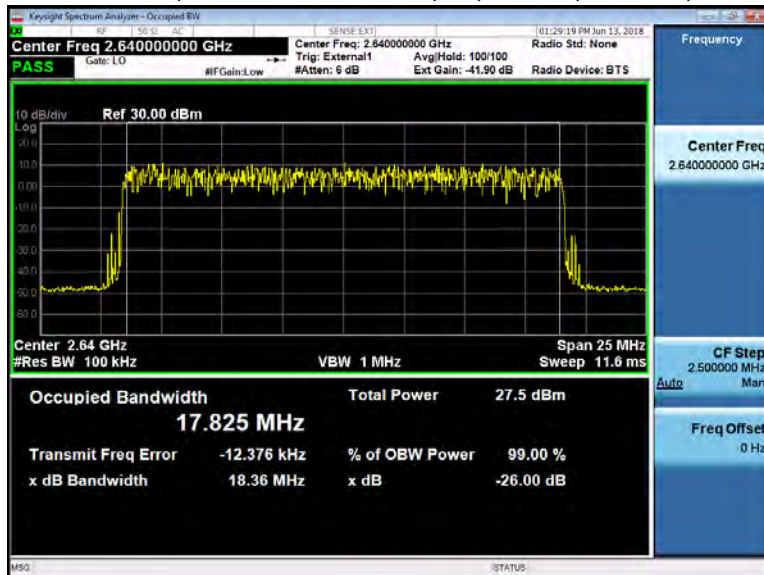 Keysight Spectrum Analyzer - Occupied BW
RF 50 Ω AC SENSE:EXT 01:29:19 PM Jun 13, 2018
Center Freq 2.640000000 GHz Center Freq: 2.640000000 GHz Radio Std: None
PASS Gate: LO Trig: External1 Avg|Hold: 100/100
#IFGain:Low #Atten: 6 dB Ext Gain: -41.90 dB Radio Device: BTS
10 dB/div Ref 30.00 dBm
Log
20.0
10.0
0.00
-10.0
-20.0
-30.0
-40.0
-50.0
-60.0
Center 2.64 GHz Span 25 MHz
#Res BW 100 kHz VBW 1 MHz Sweep 11.6 ms
Occupied Bandwidth Total Power 27.5 dBm
17.825 MHz
Transmit Freq Error -12.376 kHz % of OBW Power 99.00 %
x dB Bandwidth 18.36 MHz x dB -26.00 dB
MSG STATUS
Frequency
Center Freq
2.640000000 GHz
CF Step
2.500000 MHz
Auto Man
Freq Offset
0 Hz